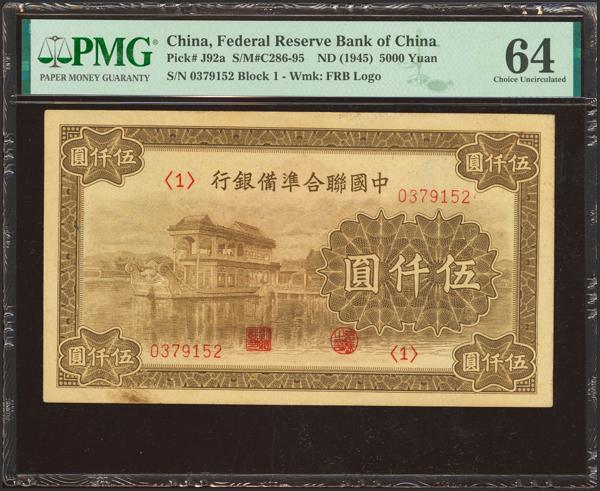 PMG
PAPER MONEY GUARANTY
China, Federal Reserve Bank of China
Pick# J92a S/M#C286-95 ND (1945) 5000 Yuan
S/N 0379152 Block 1 - Wmk: FRB Logo
64
Choice Uncirculated
圓仟伍
圓仟伍
〈1〉 行銀備準合聯國中
0379152
圓仟伍
0379152
〈1〉
圓仟伍
圓仟伍